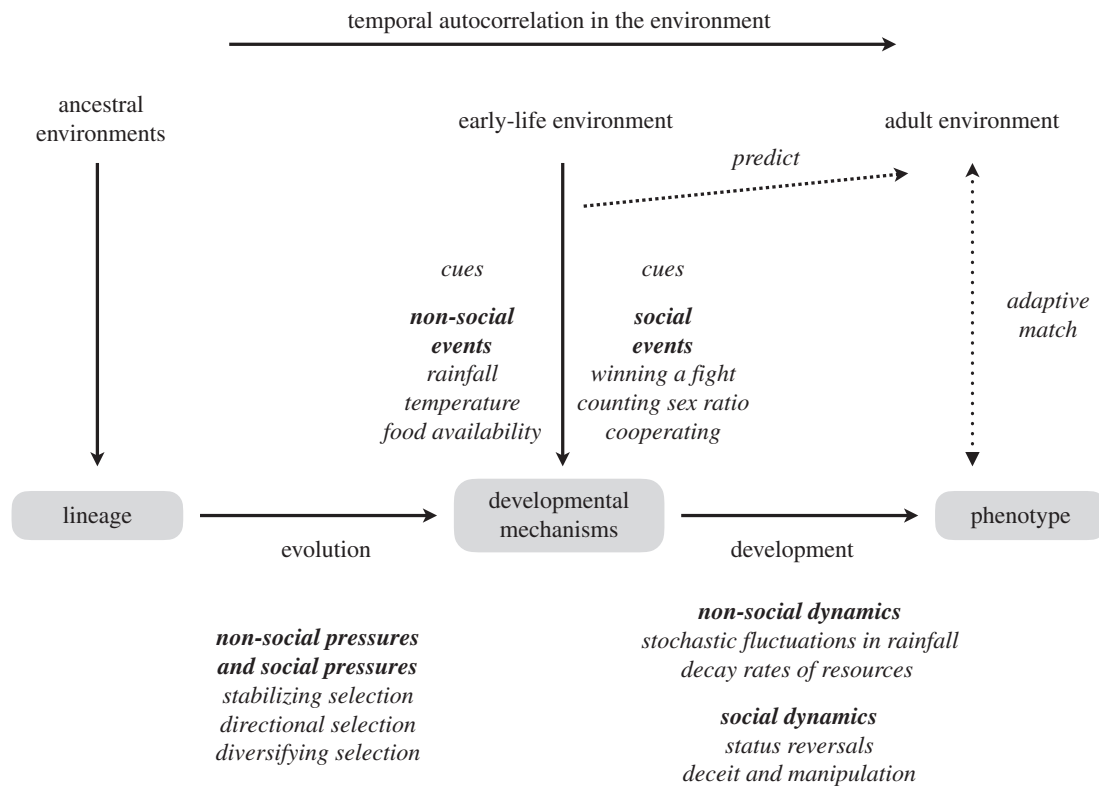 temporal autocorrelation in the environment
ancestral
environments
early-life environment
adult environment
predict
cues
non-social
events
rainfall
temperature
food availability
cues
social
events
winning a fight
counting sex ratio
cooperating
adaptive
match
lineage
developmental
mechanisms
phenotype
evolution
development
non-social pressures
and social pressures
stabilizing selection
directional selection
diversifying selection
non-social dynamics
stochastic fluctuations in rainfall
decay rates of resources
social dynamics
status reversals
deceit and manipulation